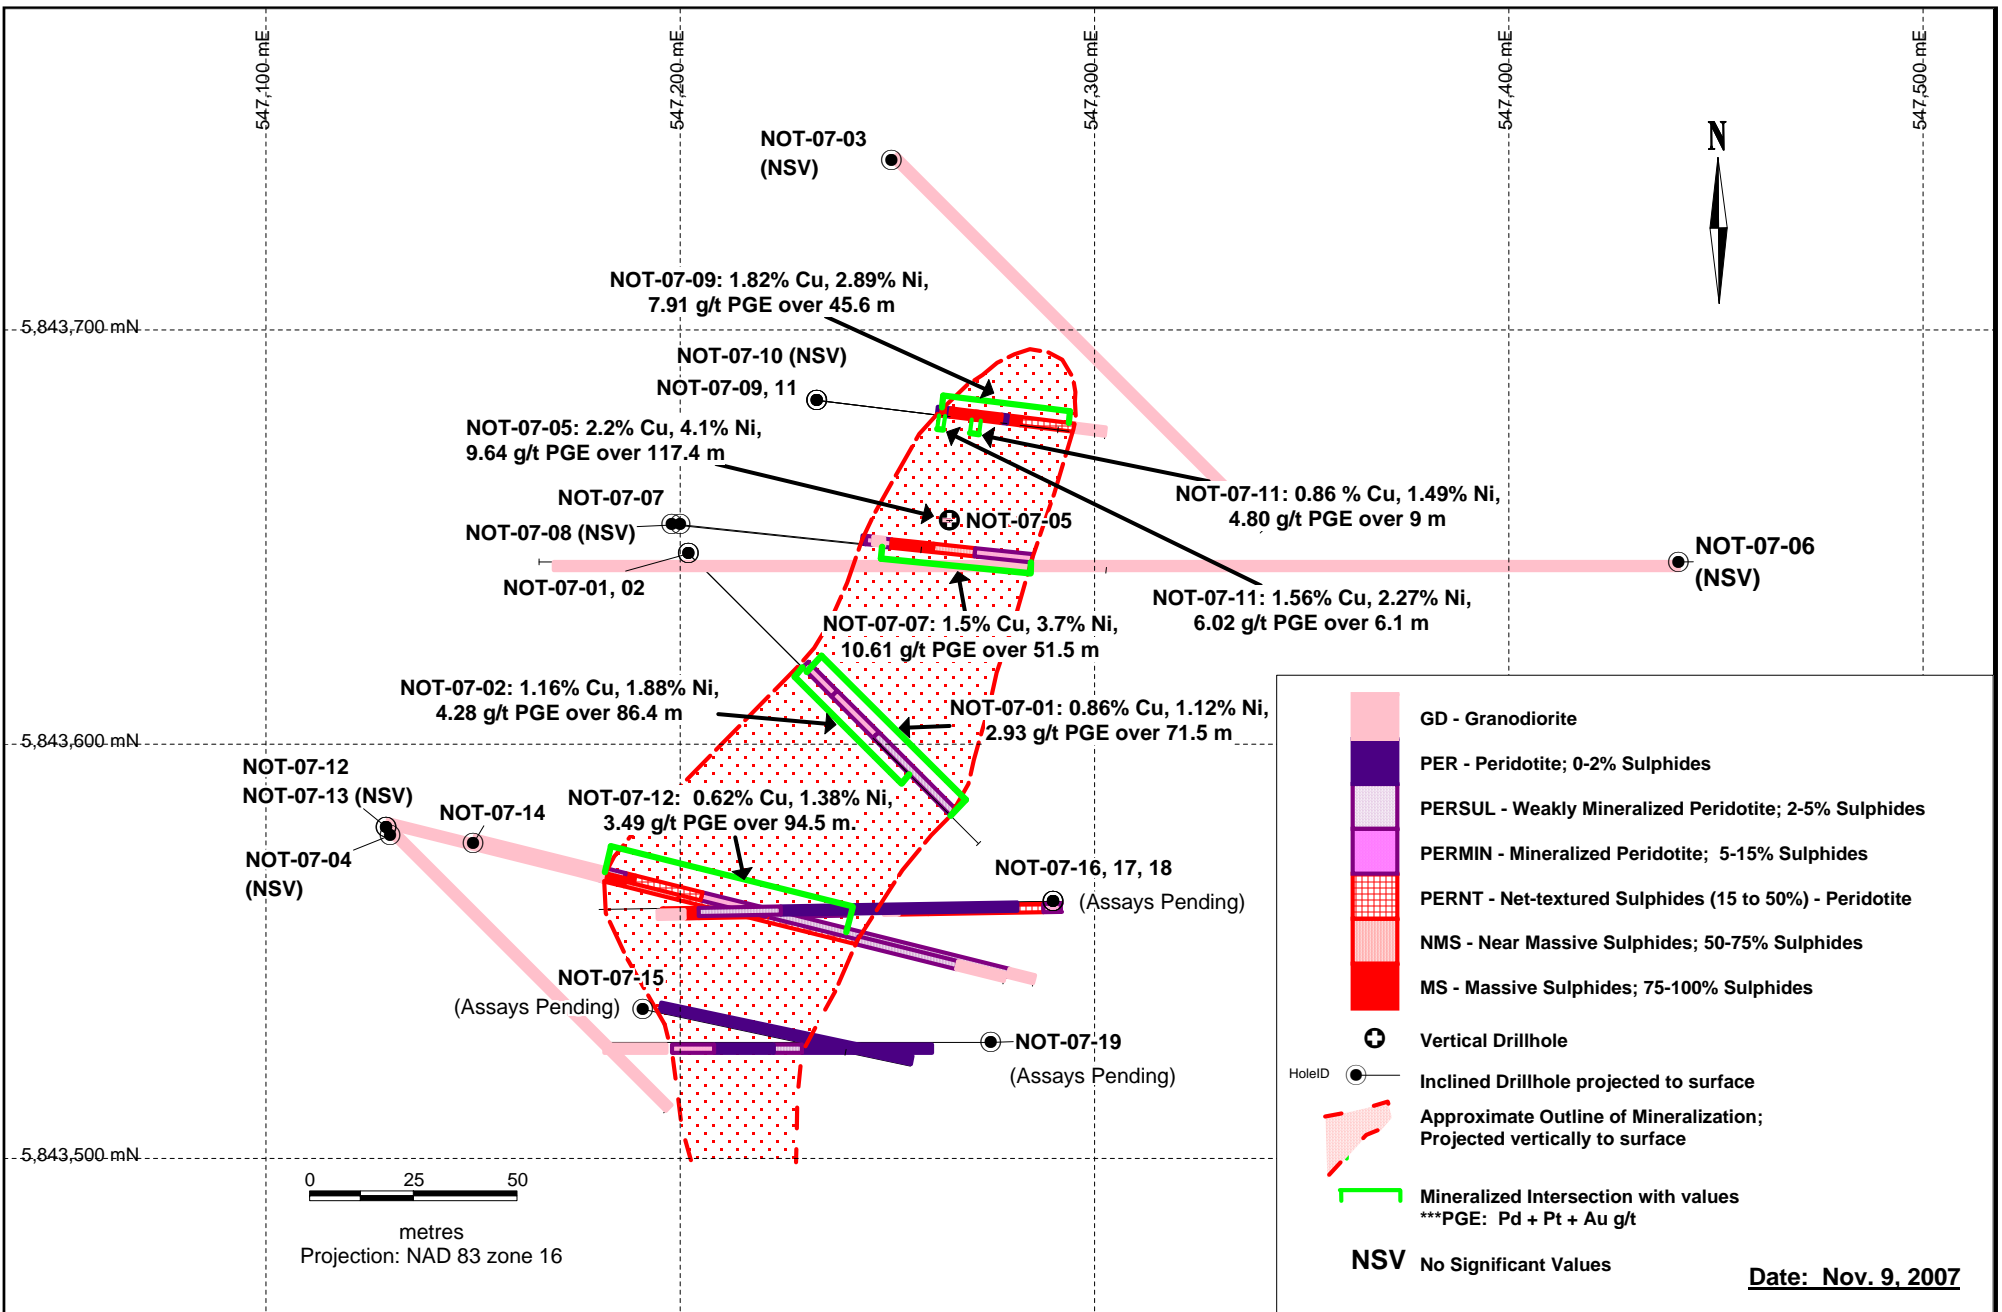 547,100 mE
547,200 mE
547,300 mE
547,400 mE
547,500 mE
N
NOT-07-03
(NSV)
NOT-07-09: 1.82% Cu, 2.89% Ni,
7.91 g/t PGE over 45.6 m
5,843,700 mN
NOT-07-10 (NSV)
NOT-07-09, 11
NOT-07-05: 2.2% Cu, 4.1% Ni,
9.64 g/t PGE over 117.4 m
NOT-07-11: 0.86 % Cu, 1.49% Ni,
4.80 g/t PGE over 9 m
NOT-07-07
NOT-07-08 (NSV)
NOT-07-05
NOT-07-06
(NSV)
NOT-07-01, 02
NOT-07-11: 1.56% Cu, 2.27% Ni,
6.02 g/t PGE over 6.1 m
NOT-07-07: 1.5% Cu, 3.7% Ni,
10.61 g/t PGE over 51.5 m
NOT-07-02: 1.16% Cu, 1.88% Ni,
4.28 g/t PGE over 86.4 m
NOT-07-01: 0.86% Cu, 1.12% Ni,
2.93 g/t PGE over 71.5 m
5,843,600 mN
NOT-07-12
NOT-07-13 (NSV)
NOT-07-14
NOT-07-12: 0.62% Cu, 1.38% Ni,
3.49 g/t PGE over 94.5 m.
NOT-07-04
(NSV)
NOT-07-16, 17, 18
(Assays Pending)
NOT-07-15
(Assays Pending)
NOT-07-19
(Assays Pending)
5,843,500 mN
0 25 50
metres
Projection: NAD 83 zone 16
GD - Granodiorite
PER - Peridotite; 0-2% Sulphides
PERSUL - Weakly Mineralized Peridotite; 2-5% Sulphides
PERMIN - Mineralized Peridotite; 5-15% Sulphides
PERNT - Net-textured Sulphides (15 to 50%) - Peridotite
NMS - Near Massive Sulphides; 50-75% Sulphides
MS - Massive Sulphides; 75-100% Sulphides
Vertical Drillhole
HoleID Inclined Drillhole projected to surface
Approximate Outline of Mineralization;
Projected vertically to surface
Mineralized Intersection with values
***PGE: Pd + Pt + Au g/t
NSV No Significant Values
Date: Nov. 9, 2007